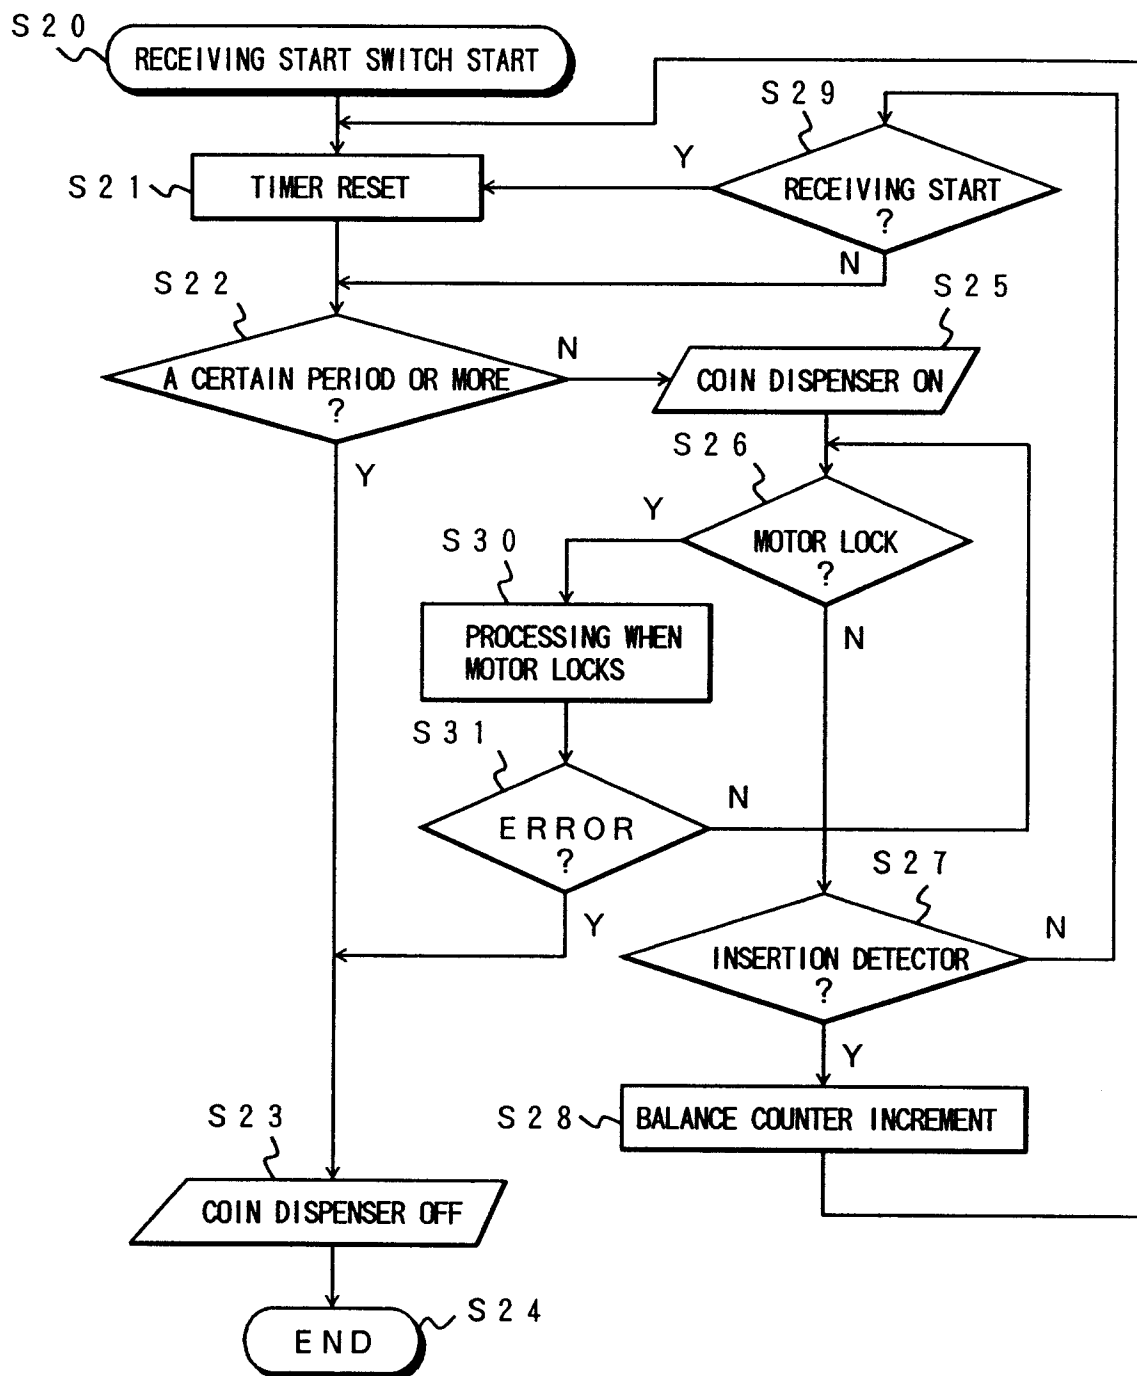 S20
RECEIVING START SWITCH START
S29
Y
RECEIVING START
?
N
S21
TIMER RESET
S22
A CERTAIN PERIOD OR MORE
?
N
Y
S25
COIN DISPENSER ON
S26
MOTOR LOCK
?
Y
N
S30
PROCESSING WHEN
MOTOR LOCKS
S31
ERROR
?
N
Y
S27
INSERTION DETECTOR
?
N
Y
S28
BALANCE COUNTER INCREMENT
S23
COIN DISPENSER OFF
S24
END